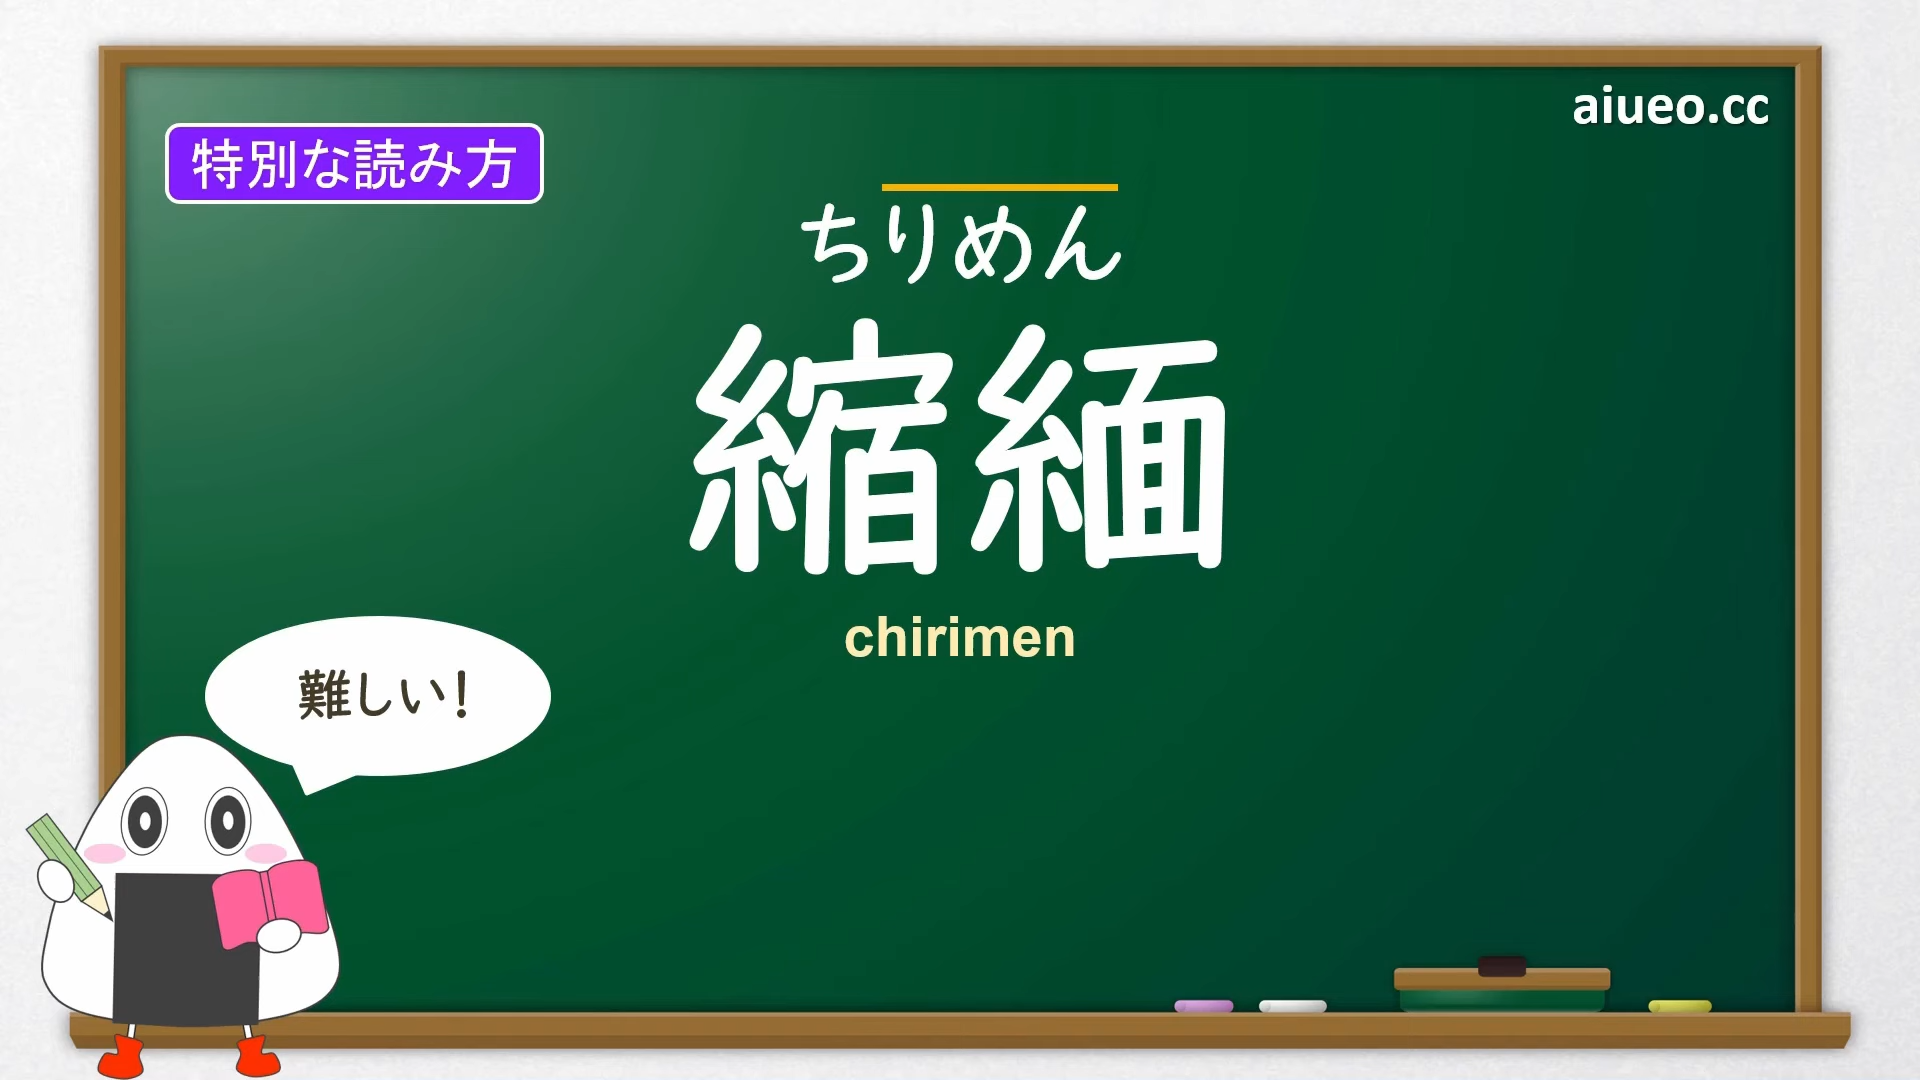 aiueo.cc
特別な読み方
ちりめん
縮緬
chirimen
難しい!